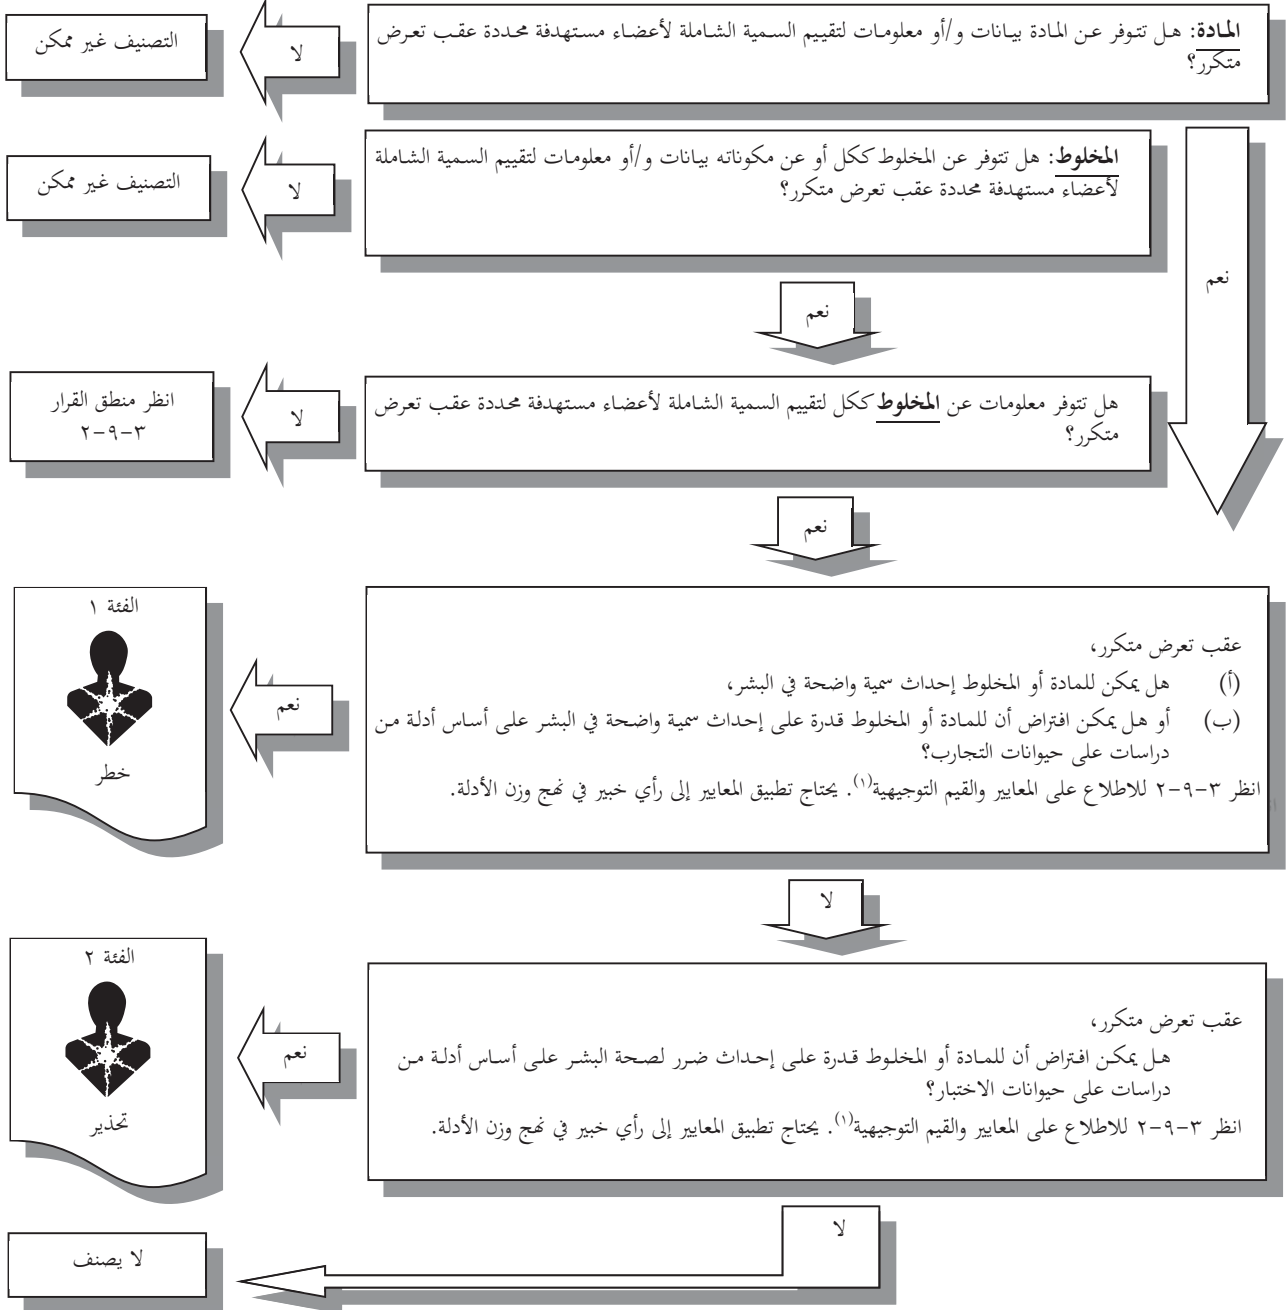 المادة: هل تتوفر عن المادة بيانات و/أو معلومات لتقييم السمية الشاملة لأعضاء مستهدفة محددة عقب تعرض
متكرر؟
لا
التصنيف غير ممكن
المخلوط: هل تتوفر عن المخلوط ككل أو عن مكوناته بيانات و/أو معلومات لتقييم السمية الشاملة
لأعضاء مستهدفة محددة عقب تعرض متكرر؟
لا
التصنيف غير ممكن
نعم
نعم
هل تتوفر معلومات عن المخلوط ككل لتقييم السمية الشاملة لأعضاء مستهدفة محددة عقب تعرض
متكرر؟
لا
انظر منطق القرار
٣-٩-٢
نعم
عقب تعرض متكرر،
(أ) هل يمكن للمادة أو المخلوط إحداث سمية واضحة في البشر،
(ب) أو هل يمكن افتراض أن للمادة أو المخلوط قدرة على إحداث سمية واضحة في البشر على أساس أدلة من
دراسات على حيوانات التجارب؟
انظر ٣-٩-٢ للاطلاع على المعايير والقيم التوجيهية(١). يحتاج تطبيق المعايير إلى رأي خبير في نهج وزن الأدلة.
نعم
الفئة ١
خطر
لا
عقب تعرض متكرر،
هل يمكن افتراض أن للمادة أو المخلوط قدرة على إحداث ضرر لصحة البشر على أساس أدلة من
دراسات على حيوانات الاختبار؟
انظر ٣-٩-٢ للاطلاع على المعايير والقيم التوجيهية(١). يحتاج تطبيق المعايير إلى رأي خبير في نهج وزن الأدلة.
نعم
الفئة ٢
تحذير
لا
لا يصنف